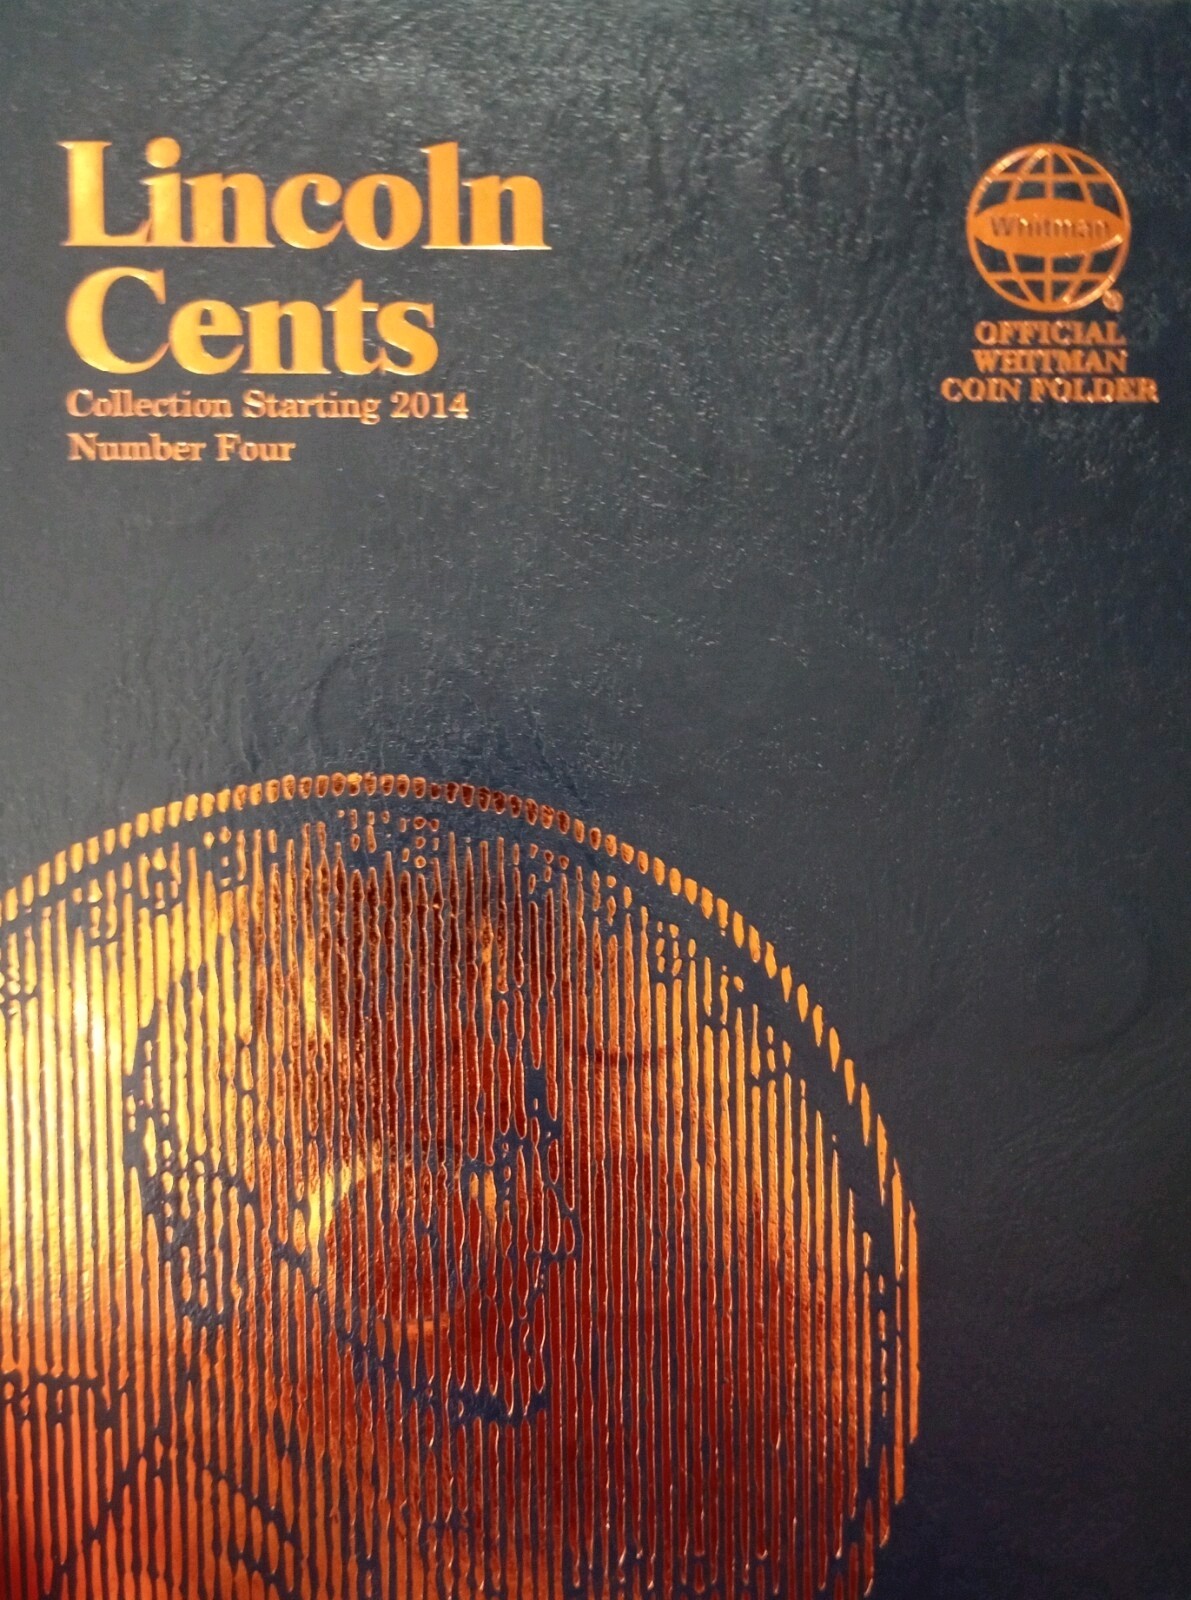 Lincoln
Cents
Collection Starting 2014
Number Four
Whitman
®
OFFICIAL
WHITMAN
COIN FOLDER